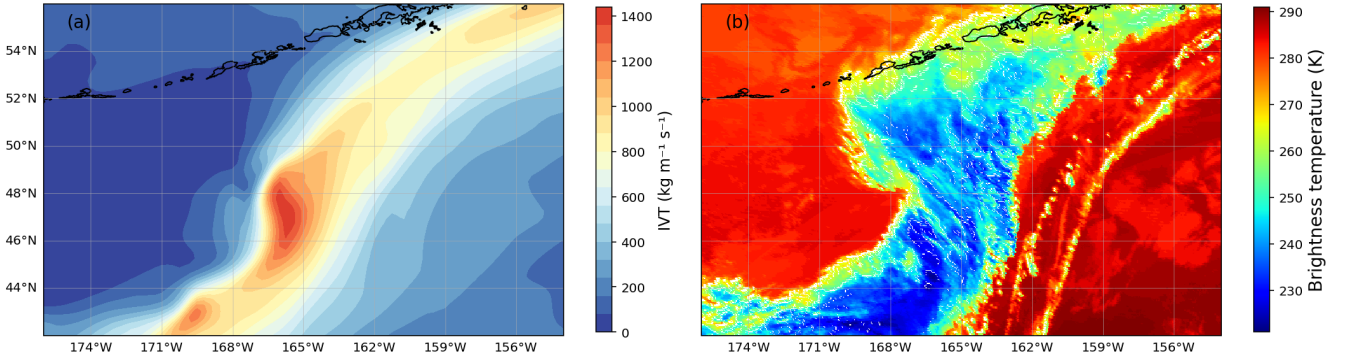 (a)
54°N
52°N
50°N
48°N
46°N
44°N
174°W 171°W 168°W 165°W 162°W 159°W 156°W
1400
1200
1000
800
600
400
200
0
IVT (kg m⁻¹ s⁻¹)
(b)
174°W 171°W 168°W 165°W 162°W 159°W 156°W
290
280
270
260
250
240
230
Brightness temperature (K)